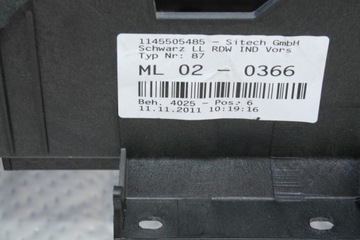 1145505485 - Sitech GmbH
Schwarz LL RDW IND Vors
Typ Nr: 87
ML 02 - 0366
Beh. 4025 - Pos.: 6
11.11.2011 10:19:16